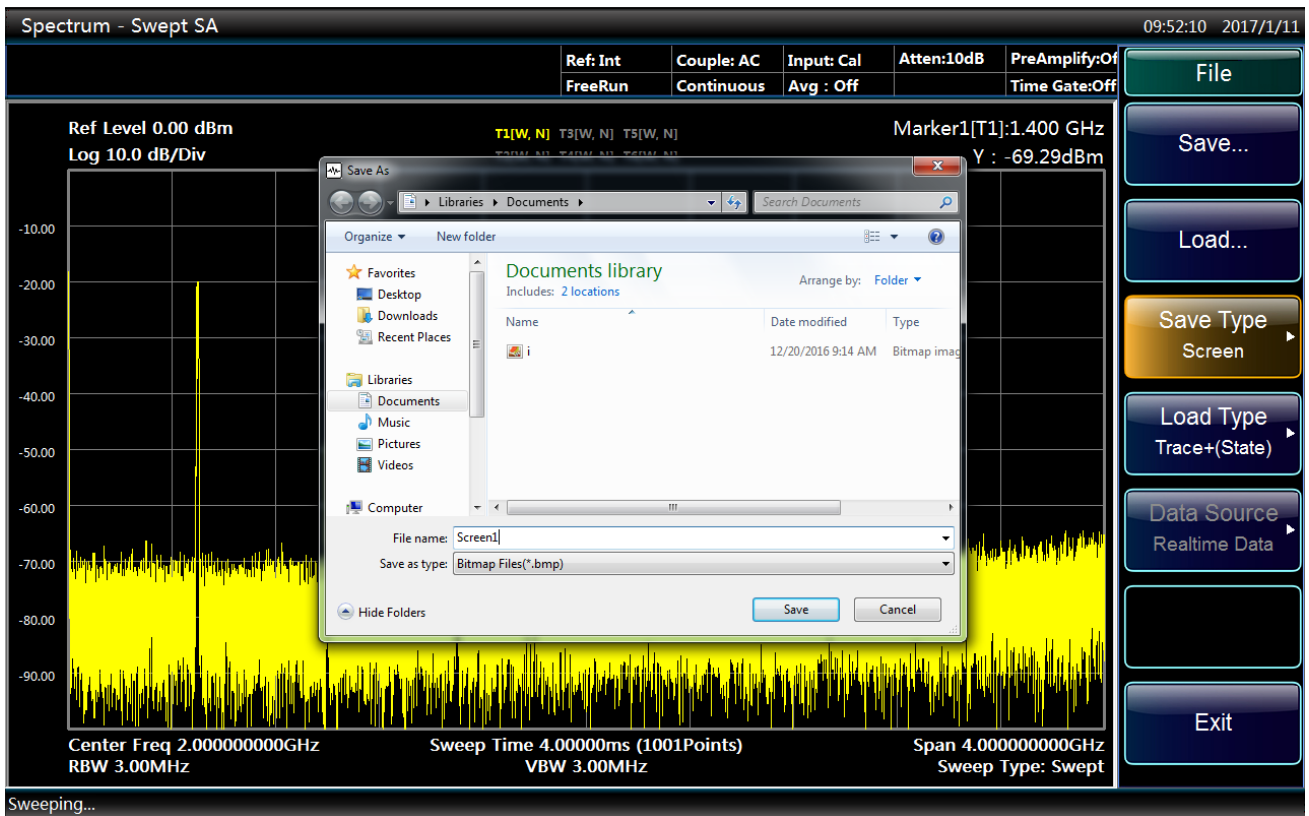 Spectrum - Swept SA
09:52:10 2017/1/11
Ref: Int Couple: AC Input: Cal Atten:10dB PreAmplify:Of
FreeRun Continuous Avg : Off Time Gate:Off
File
Ref Level 0.00 dBm
T1[W, N] T3[W, N] T5[W, N]
Marker1[T1]:1.400 GHz
Log 10.0 dB/Div
Y : -69.29dBm
Save As
Libraries Documents
Search Documents
Organize New folder
Favorites
Desktop
Downloads
Recent Places
Libraries
Documents
Music
Pictures
Videos
Computer
Documents library
Includes: 2 locations
Arrange by: Folder
Name Date modified Type
i 12/20/2016 9:14 AM Bitmap imag
File name: Screen1
Save as type: Bitmap Files(*.bmp)
Hide Folders
Save Cancel
-10.00
-20.00
-30.00
-40.00
-50.00
-60.00
-70.00
-80.00
-90.00
Center Freq 2.000000000GHz Sweep Time 4.00000ms (1001Points) Span 4.000000000GHz
RBW 3.00MHz VBW 3.00MHz Sweep Type: Swept
Save...
Load...
Save Type
Screen
Load Type
Trace+(State)
Data Source
Realtime Data
Exit
Sweeping...